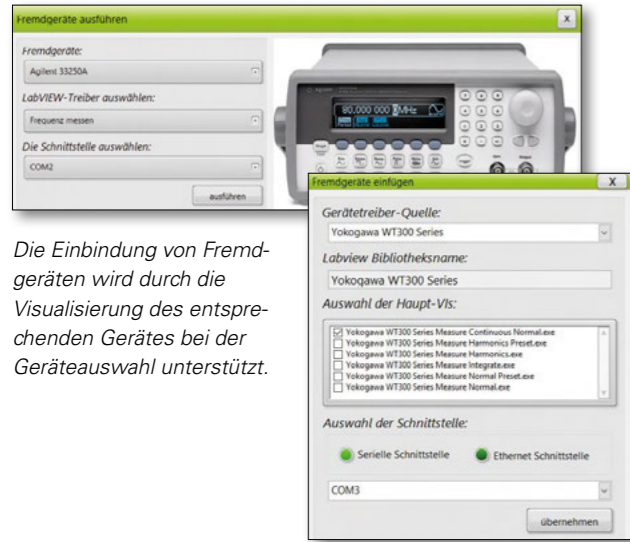 Fremdgeräte ausführen
x
Fremdgeräte:
Agilent 33250A
LabVIEW-Treiber auswählen:
Frequenz messen
Die Schnittstelle auswählen:
COM2
ausführen
Agilent
80.000 000 0MHz
Die Einbindung von Fremd-
geräten wird durch die
Visualisierung des entspre-
chenden Gerätes bei der
Geräteauswahl unterstützt.
Fremdgeräte einfügen
X
Gerätetreiber-Quelle:
Yokogawa WT300 Series
Labview Bibliotheksname:
Yokogawa WT300 Series
Auswahl der Haupt-VIs:
Yokogawa WT300 Series Measure Continuous Normal.exe
Yokogawa WT300 Series Measure Harmonics Preset.exe
Yokogawa WT300 Series Measure Harmonics.exe
Yokogawa WT300 Series Measure Integrate.exe
Yokogawa WT300 Series Measure Normal Preset.exe
Yokogawa WT300 Series Measure Normal.exe
Auswahl der Schnittstelle:
Serielle Schnittstelle
Ethernet Schnittstelle
COM3
übernehmen